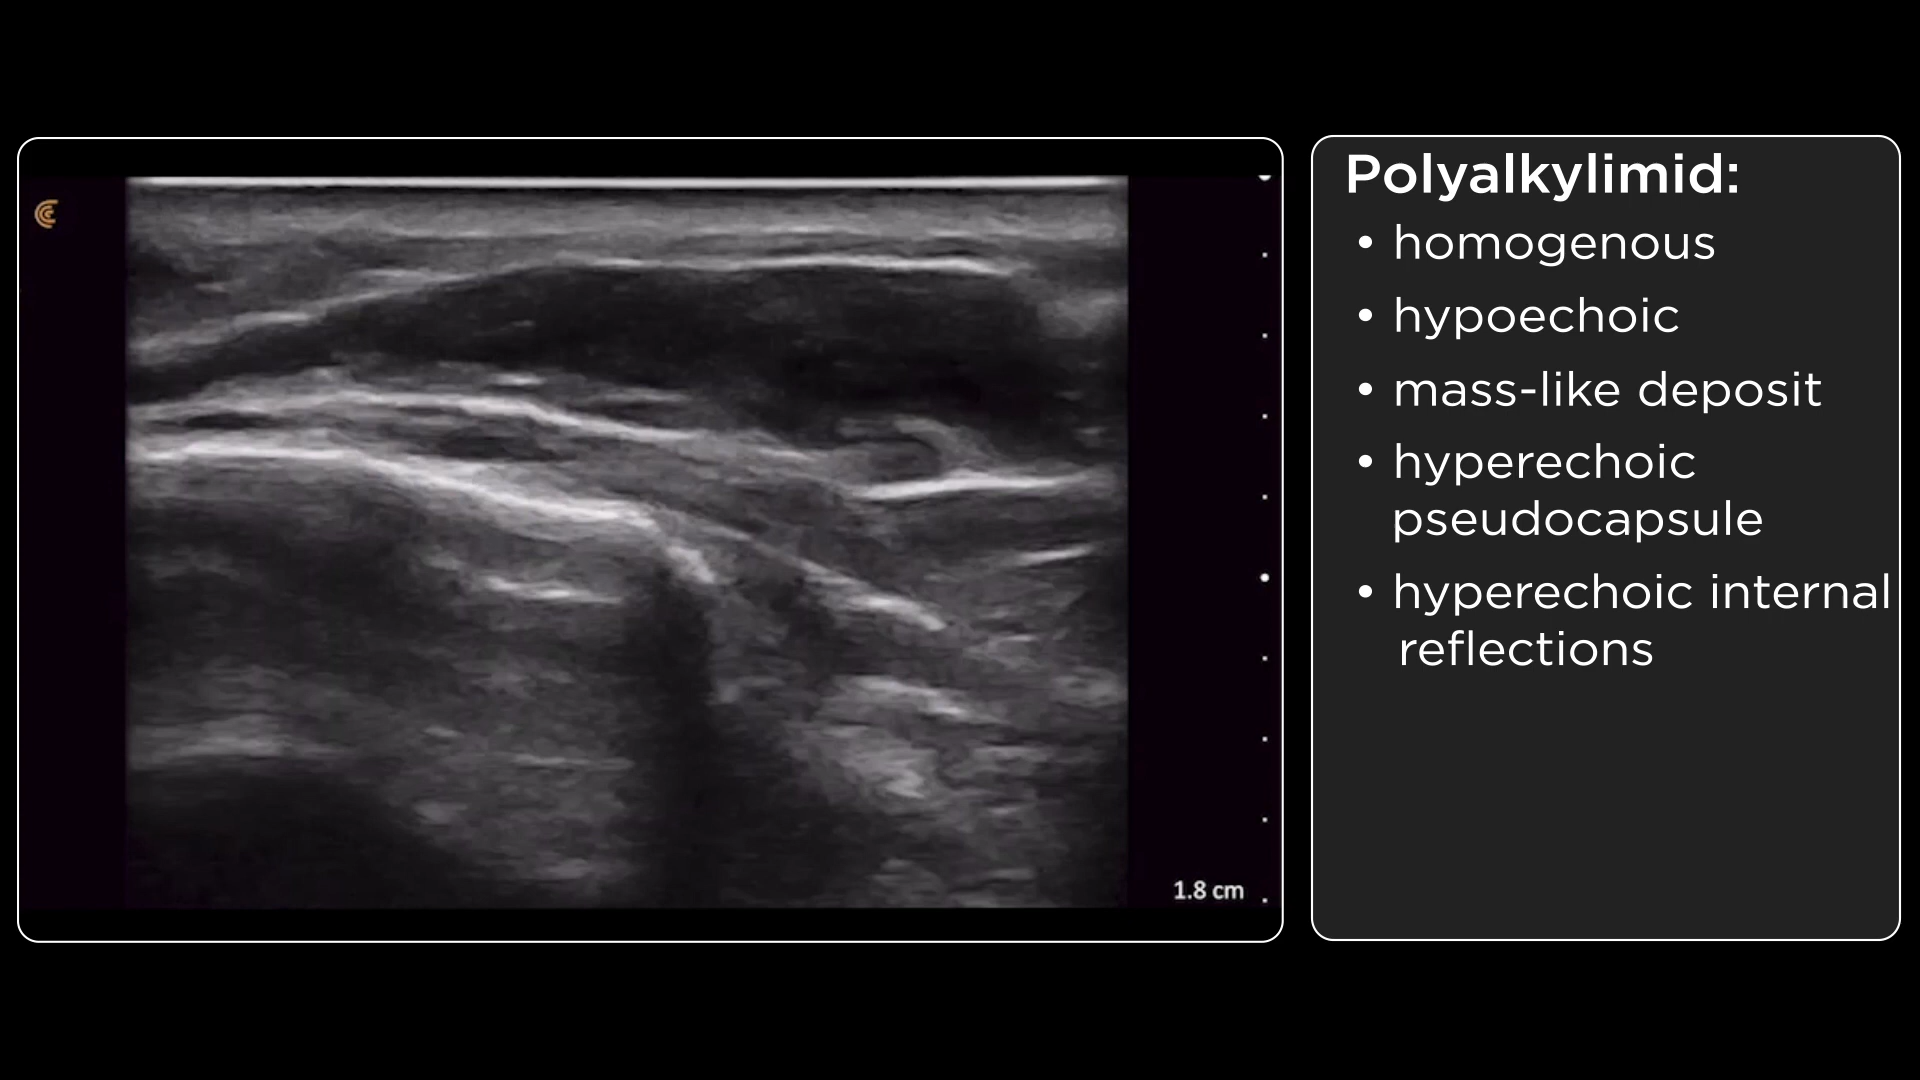 Polyalkylimid:
• homogenous
• hypoechoic
• mass-like deposit
• hyperechoic
pseudocapsule
• hyperechoic internal
reflections
1.8 cm